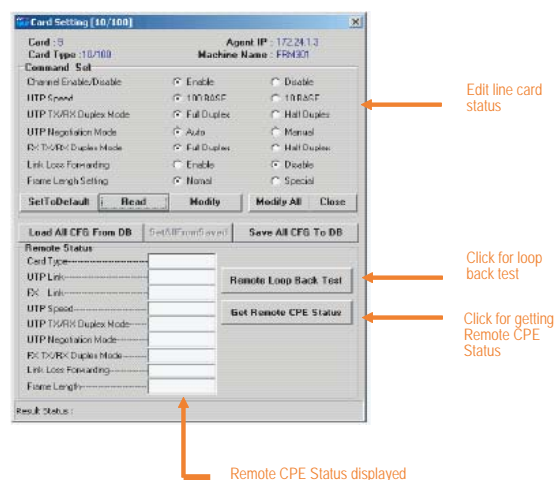 Card Setting [10/100]
Card : 9 Agent IP : 172.24.1.3
Card Type :10/100 Machine Name : FRM301
Command Set
Channel Enable/Disable Enable Disable
UTP Speed 100 BASE 10 BASE
UTP TX/RX Duplex Mode Full Duplex Half Duplex
UTP Negotiation Mode Auto Manual
FX TX/RX Duplex Mode Full Duplex Half Duplex
Link Loss Forwarding Enable Disable
Frame Lengh Setting Normal Special
SetToDefault Read Modify Modify All Close
Load All CFG From DB SetAllFromSaved Save All CFG To DB
Remote Status
Card Type
UTP Link
FX Link
UTP Speed
UTP TX/RX Duplex Mode
UTP Negotiation Mode
FX TX/RX Duplex Mode
Link Loss Forwarding
Frame Length
Remote Loop Back Test
Get Remote CPE Status
Result Status :
Edit line card
status
Click for loop
back test
Click for getting
Remote CPE
Status
Remote CPE Status displayed